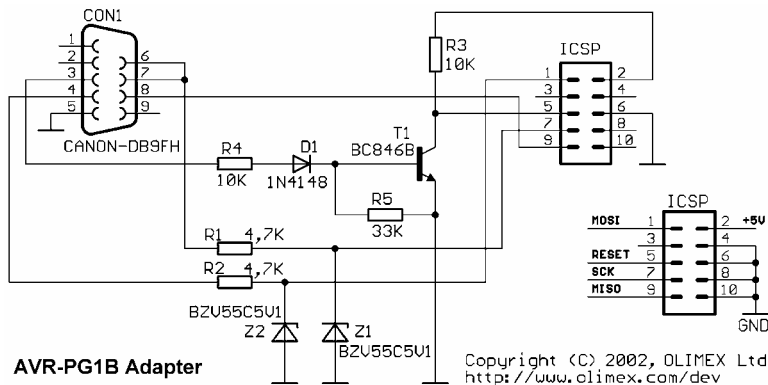 CON1
1
2
3
4
5
6
7
8
9
CANON-DB9FH
R3
10K
ICSP
1
3
5
7
9
2
4
6
8
10
T1
BC846B
R4
10K
D1
1N4148
R5
33K
R1 4,7K
R2 4,7K
BZV55C5V1
Z2
Z1
BZV55C5V1
ICSP
MOSI 1
3
RESET 5
SCK 7
MISO 9
2 +5V
4
6
8
10
GND
AVR-PG1B Adapter
Copyright (C) 2002, OLIMEX Ltd
http://www.olimex.com/dev